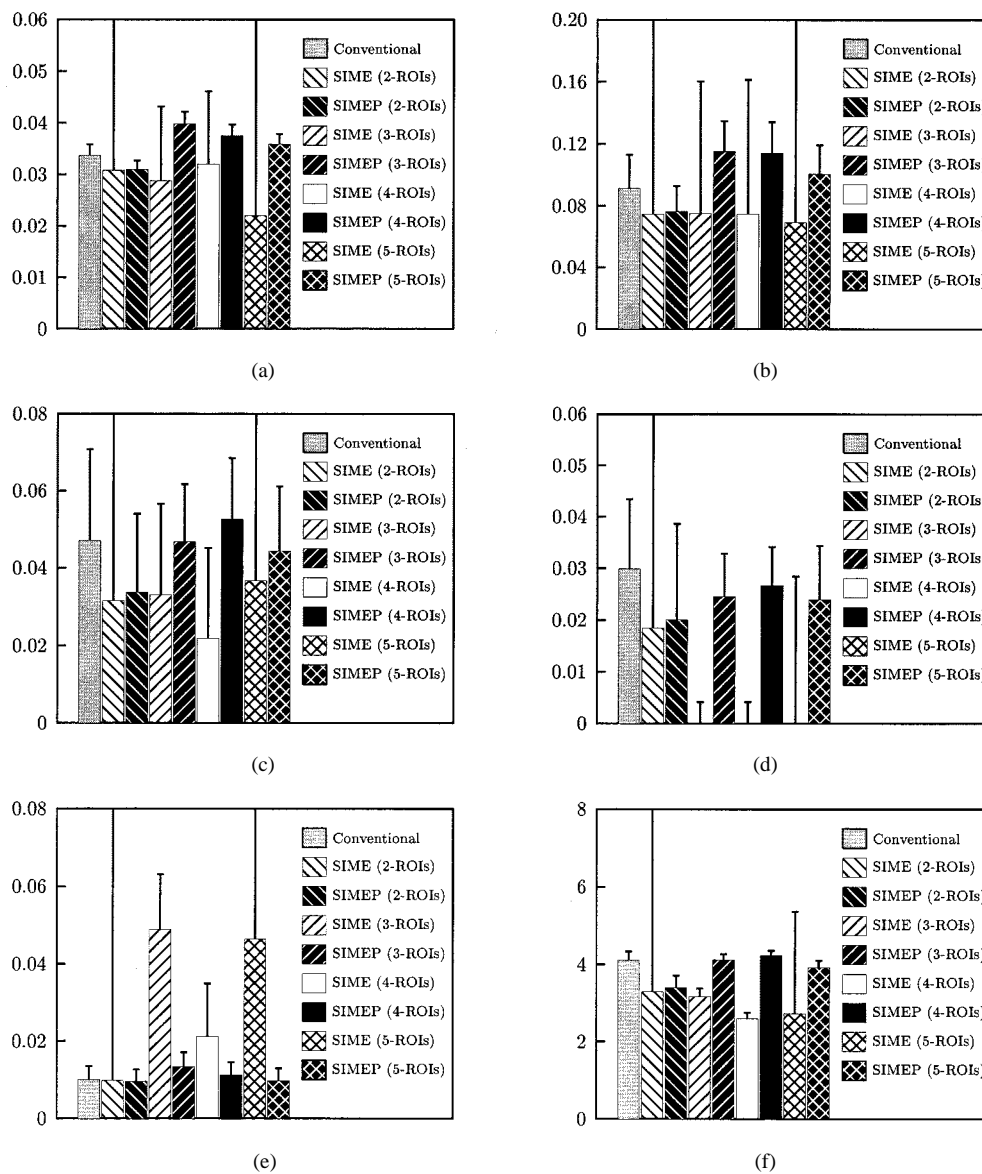 0.06
0.05
0.04
0.03
0.02
0.01
0
Conventional
SIME (2-ROIs)
SIMEP (2-ROIs)
SIME (3-ROIs)
SIMEP (3-ROIs)
SIME (4-ROIs)
SIMEP (4-ROIs)
SIME (5-ROIs)
SIMEP (5-ROIs)
(a)
0.20
0.16
0.12
0.08
0.04
0
Conventional
SIME (2-ROIs)
SIMEP (2-ROIs)
SIME (3-ROIs)
SIMEP (3-ROIs)
SIME (4-ROIs)
SIMEP (4-ROIs)
SIME (5-ROIs)
SIMEP (5-ROIs)
(b)
0.08
0.06
0.04
0.02
0
Conventional
SIME (2-ROIs)
SIMEP (2-ROIs)
SIME (3-ROIs)
SIMEP (3-ROIs)
SIME (4-ROIs)
SIMEP (4-ROIs)
SIME (5-ROIs)
SIMEP (5-ROIs)
(c)
0.06
0.05
0.04
0.03
0.02
0.01
0
Conventional
SIME (2-ROIs)
SIMEP (2-ROIs)
SIME (3-ROIs)
SIMEP (3-ROIs)
SIME (4-ROIs)
SIMEP (4-ROIs)
SIME (5-ROIs)
SIMEP (5-ROIs)
(d)
0.08
0.06
0.04
0.02
0
Conventional
SIME (2-ROIs)
SIMEP (2-ROIs)
SIME (3-ROIs)
SIMEP (3-ROIs)
SIME (4-ROIs)
SIMEP (4-ROIs)
SIME (5-ROIs)
SIMEP (5-ROIs)
(e)
8
6
4
2
0
Conventional
SIME (2-ROIs)
SIMEP (2-ROIs)
SIME (3-ROIs)
SIMEP (3-ROIs)
SIME (4-ROIs)
SIMEP (4-ROIs)
SIME (5-ROIs)
SIMEP (5-ROIs)
(f)